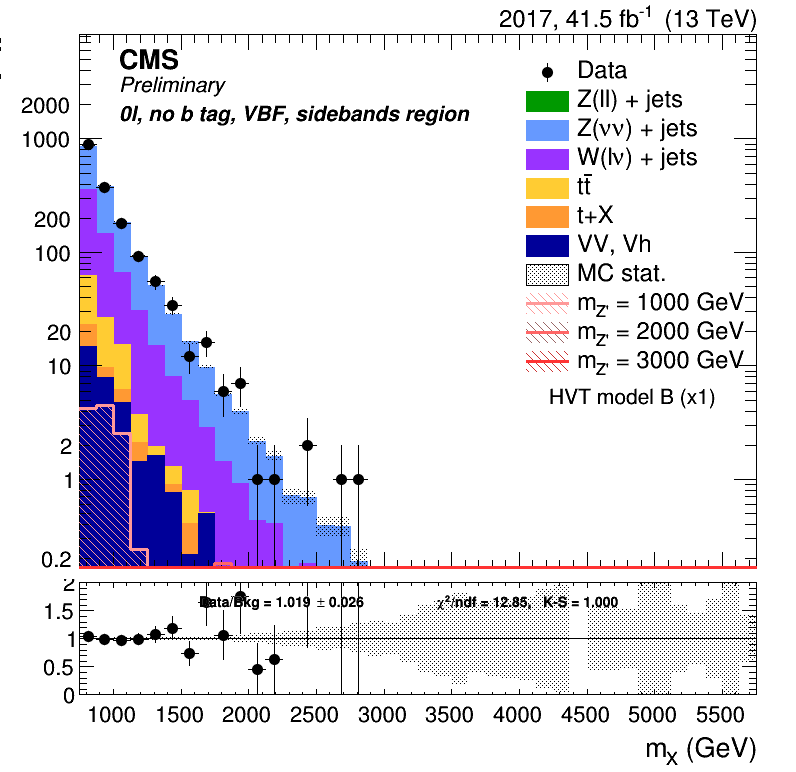 2017, 41.5 fb⁻¹ (13 TeV)
CMS
Preliminary
0l, no b tag, VBF, sidebands region
Data
Z(ll) + jets
Z(νν) + jets
W(lν) + jets
tt̄
t+X
VV, Vh
MC stat.
m_Z' = 1000 GeV
m_Z' = 2000 GeV
m_Z' = 3000 GeV
HVT model B (x1)
2000
1000
200
100
20
10
2
1
0.2
Data/Bkg = 1.019 ± 0.026
χ²/ndf = 12.85, K-S = 1.000
2
1.5
1
0.5
0
1000 1500 2000 2500 3000 3500 4000 4500 5000 5500
m_X (GeV)